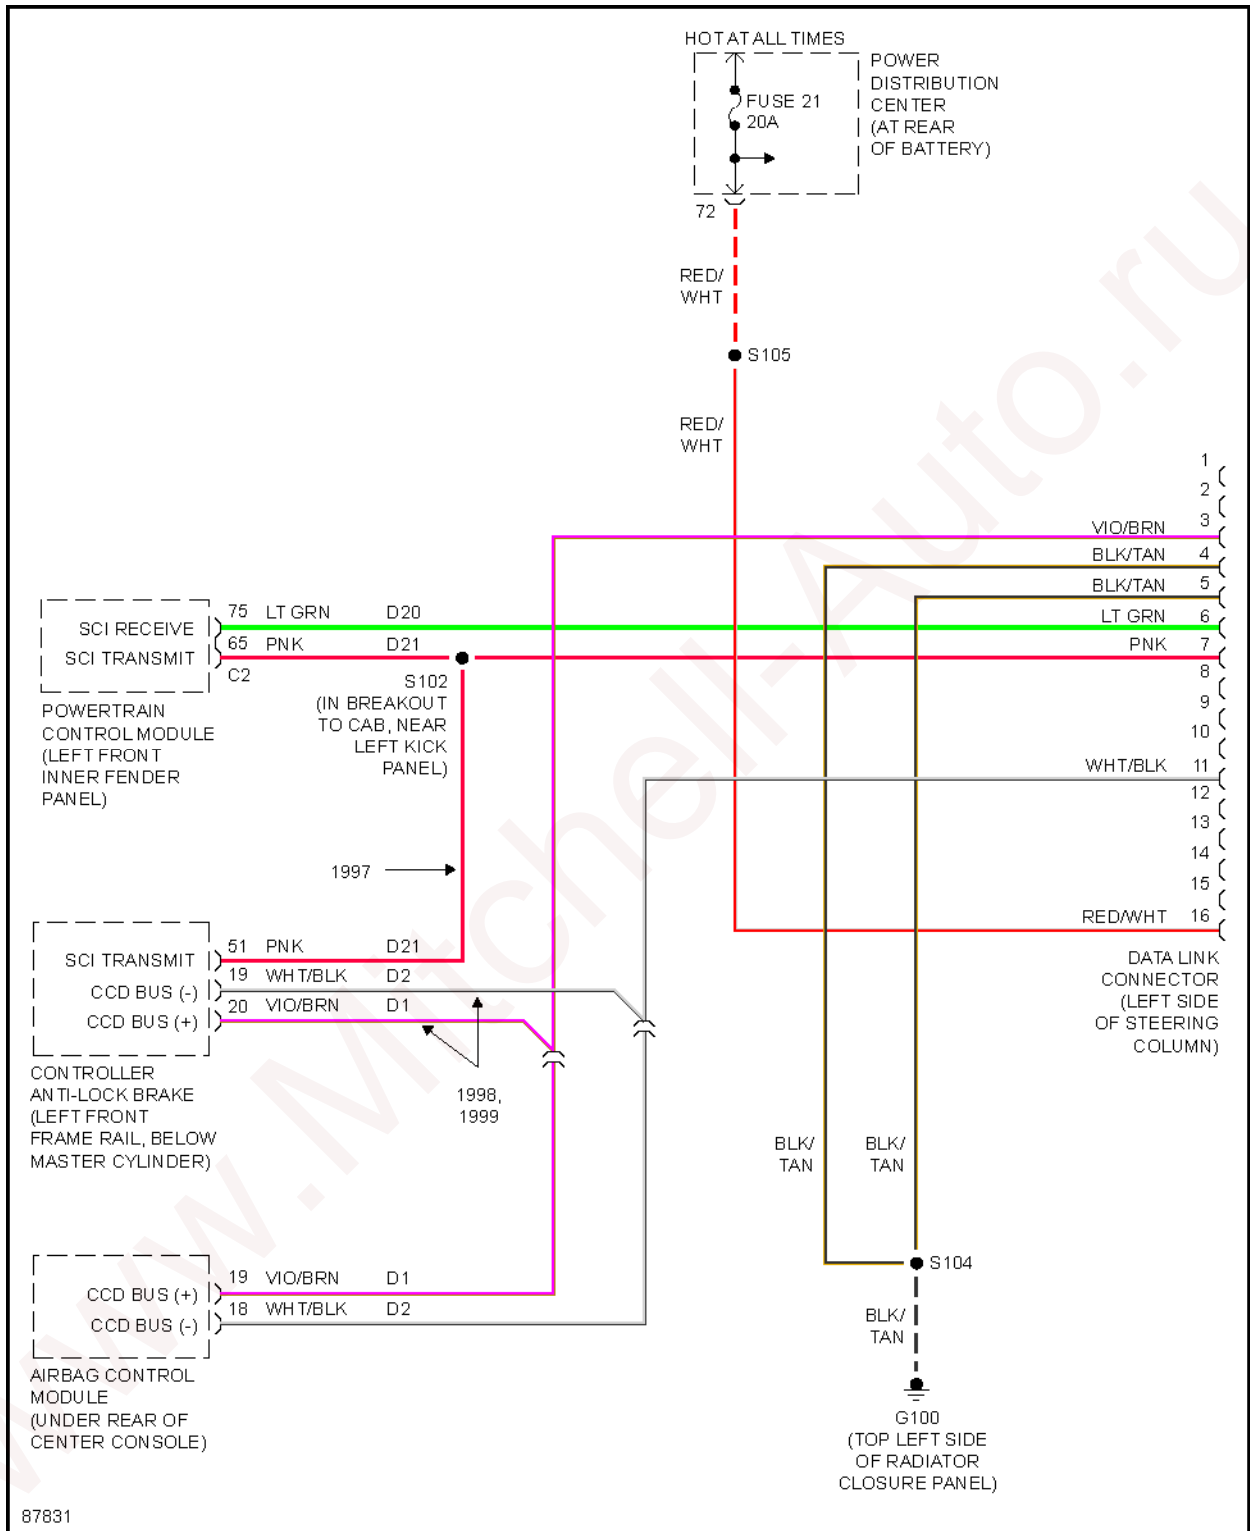 HOT AT ALL TIMES
POWER
DISTRIBUTION
CENTER
(AT REAR
OF BATTERY)
FUSE 21
20A
72
RED/
WHT
S105
RED/
WHT
1
2
3
VIO/BRN
4
BLK/TAN
5
BLK/TAN
6
LT GRN
7
PNK
8
9
10
11
WHT/BLK
12
13
14
15
16
RED/WHT
DATA LINK
CONNECTOR
(LEFT SIDE
OF STEERING
COLUMN)
SCI RECEIVE
75 LT GRN D20
SCI TRANSMIT
65 PNK D21
C2
POWERTRAIN
CONTROL MODULE
(LEFT FRONT
INNER FENDER
PANEL)
S102
(IN BREAKOUT
TO CAB, NEAR
LEFT KICK
PANEL)
1997
SCI TRANSMIT
51 PNK D21
CCD BUS (-)
19 WHT/BLK D2
CCD BUS (+)
20 VIO/BRN D1
CONTROLLER
ANTI-LOCK BRAKE
(LEFT FRONT
FRAME RAIL, BELOW
MASTER CYLINDER)
1998,
1999
BLK/
TAN
BLK/
TAN
S104
BLK/
TAN
G100
(TOP LEFT SIDE
OF RADIATOR
CLOSURE PANEL)
CCD BUS (+)
19 VIO/BRN D1
CCD BUS (-)
18 WHT/BLK D2
AIRBAG CONTROL
MODULE
(UNDER REAR OF
CENTER CONSOLE)
87831
www.Mitchell-Auto.ru